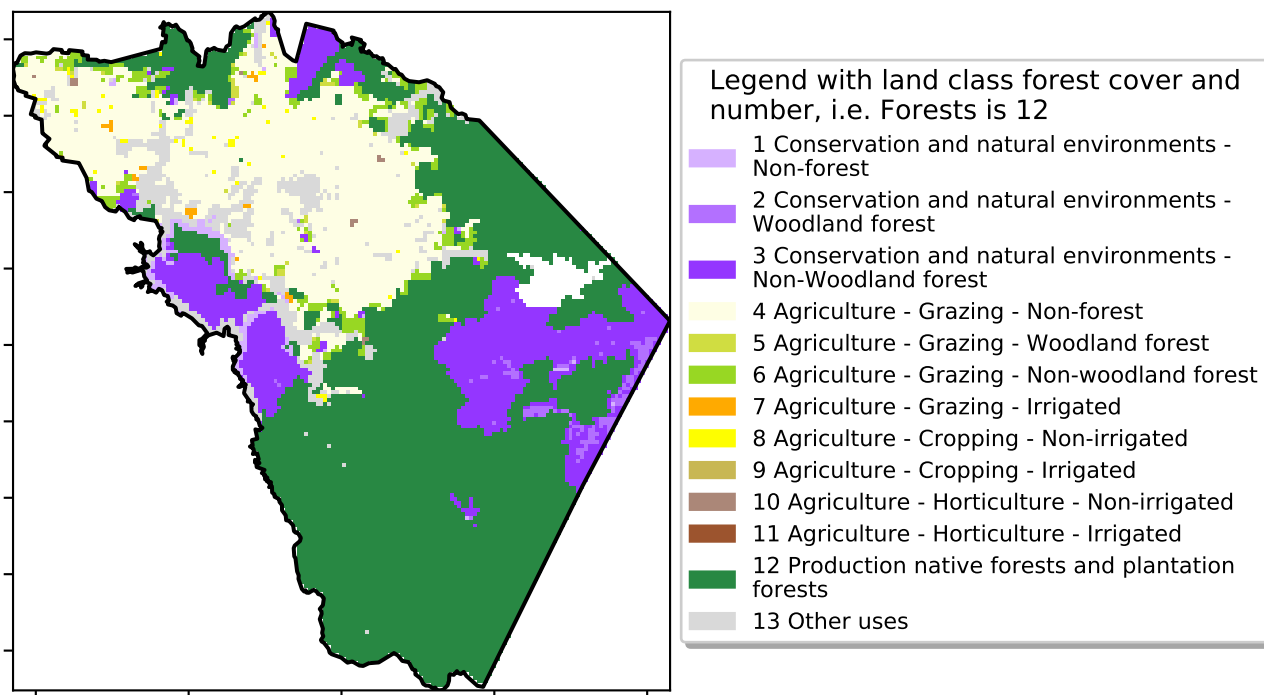 Legend with land class forest cover and
number, i.e. Forests is 12
1 Conservation and natural environments -
Non-forest
2 Conservation and natural environments -
Woodland forest
3 Conservation and natural environments -
Non-Woodland forest
4 Agriculture - Grazing - Non-forest
5 Agriculture - Grazing - Woodland forest
6 Agriculture - Grazing - Non-woodland forest
7 Agriculture - Grazing - Irrigated
8 Agriculture - Cropping - Non-irrigated
9 Agriculture - Cropping - Irrigated
10 Agriculture - Horticulture - Non-irrigated
11 Agriculture - Horticulture - Irrigated
12 Production native forests and plantation
forests
13 Other uses